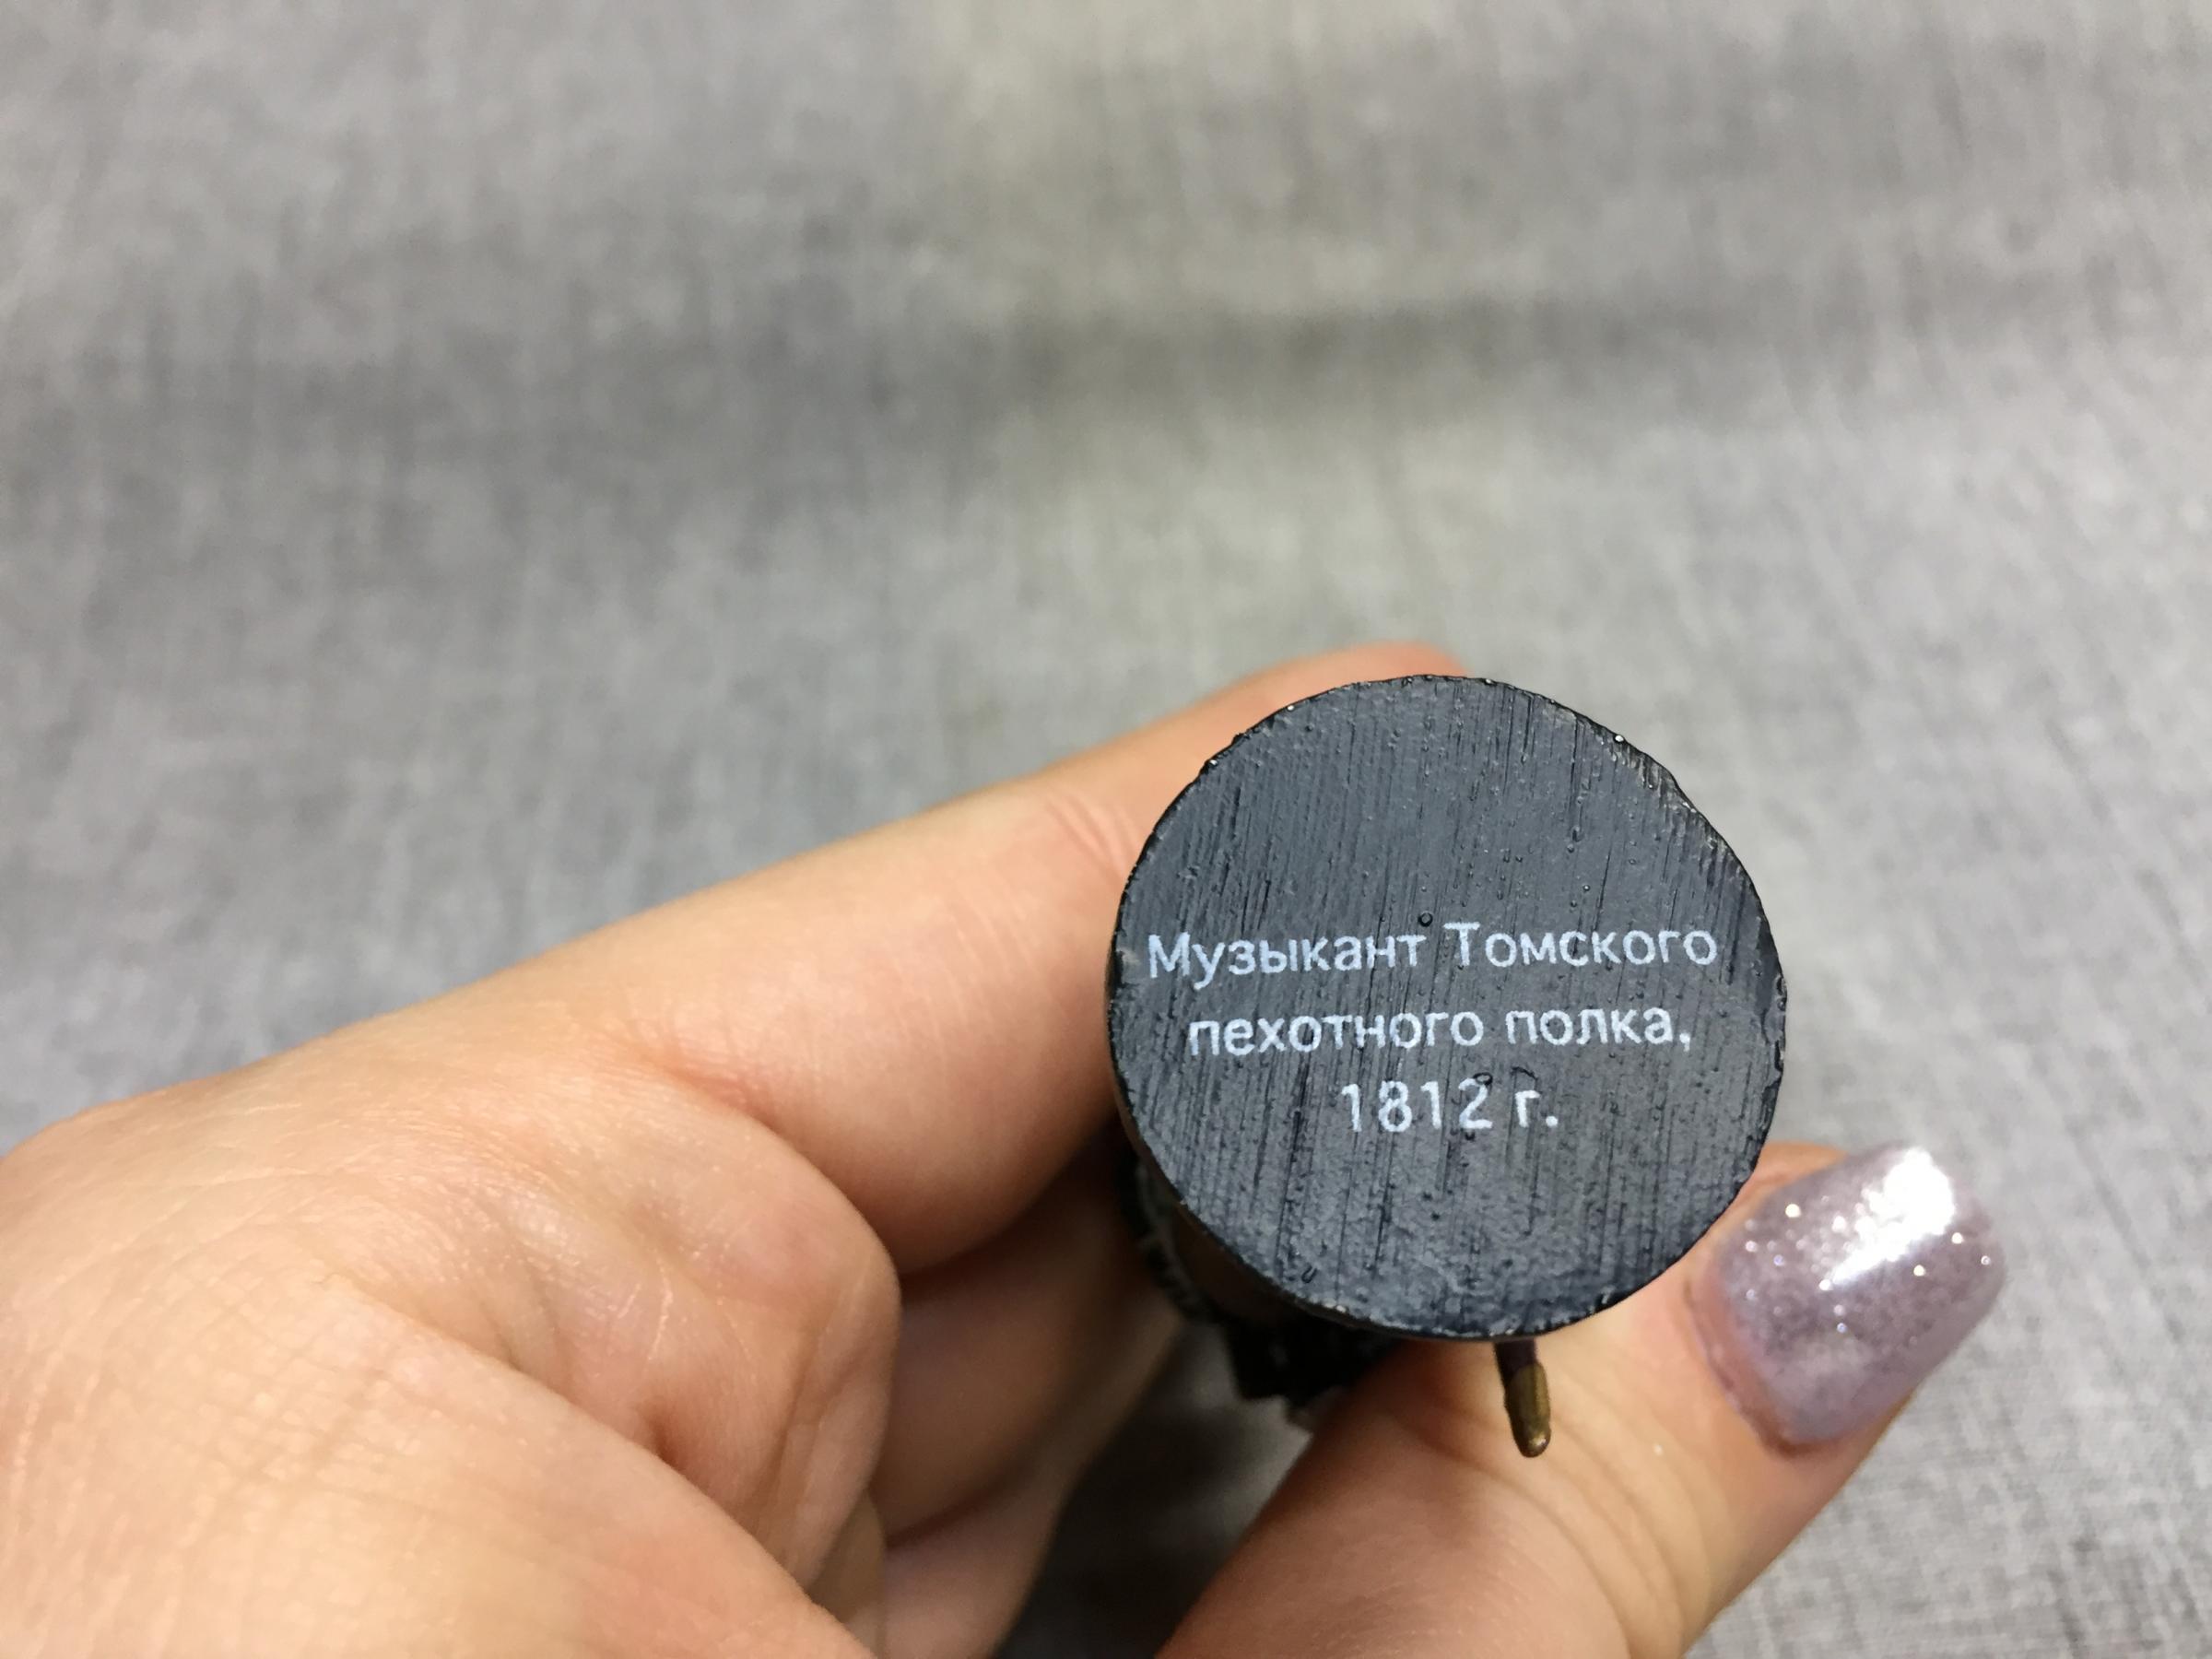 Музыкант Томского
пехотного полка,
1812 г.